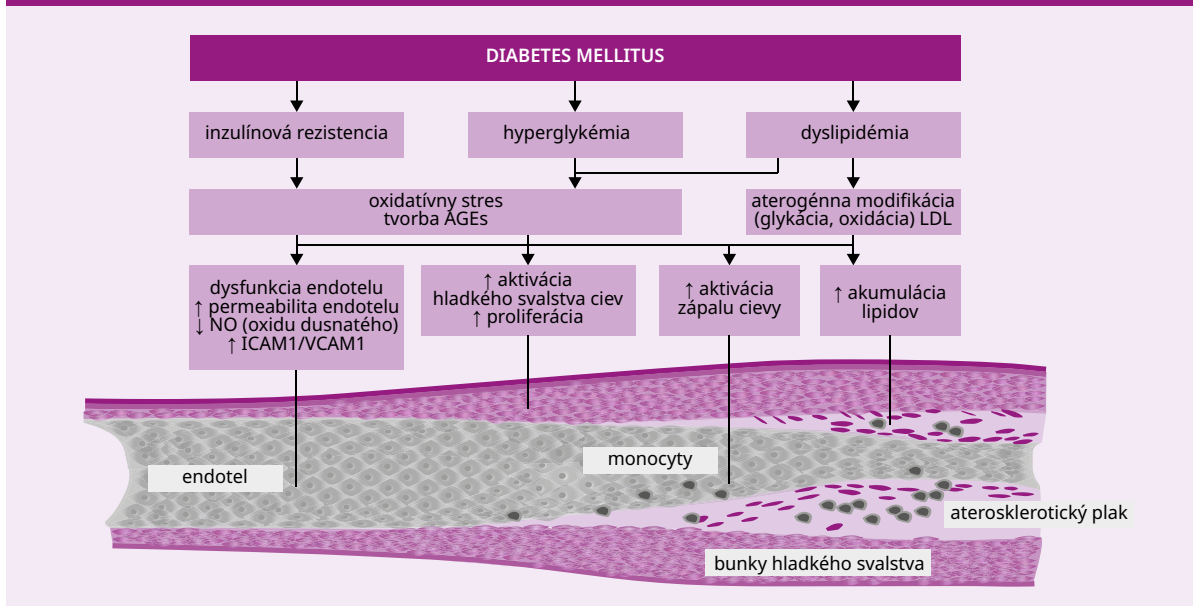 DIABETES MELLITUS
inzulínová rezistencia
hyperglykémia
dyslipidémia
oxidatívny stres
tvorba AGEs
aterogénna modifikácia
(glykácia, oxidácia) LDL
dysfunkcia endotelu
↑ permeabilita endotelu
↓ NO (oxidu dusnatého)
↑ ICAM1/VCAM1
↑ aktivácia
hladkého svalstva ciev
↑ proliferácia
↑ aktivácia
zápalu cievy
↑ akumulácia
lipidov
endotel
monocyty
aterosklerotický plak
bunky hladkého svalstva